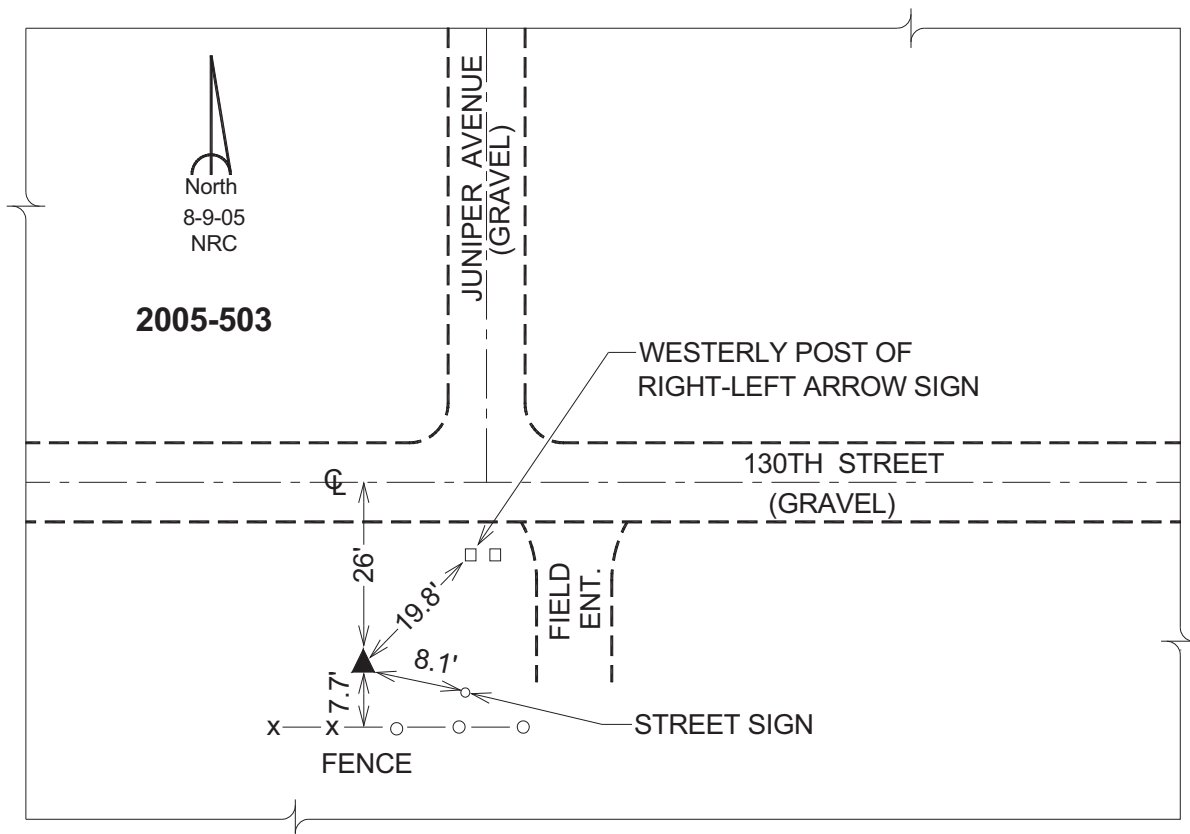 North
8-9-05
NRC
2005-503
JUNIPER AVENUE
(GRAVEL)
WESTERLY POST OF
RIGHT-LEFT ARROW SIGN
130TH STREET
(GRAVEL)
℄
26'
19.8'
FIELD
ENT.
8.1'
7.7'
STREET SIGN
x x
FENCE